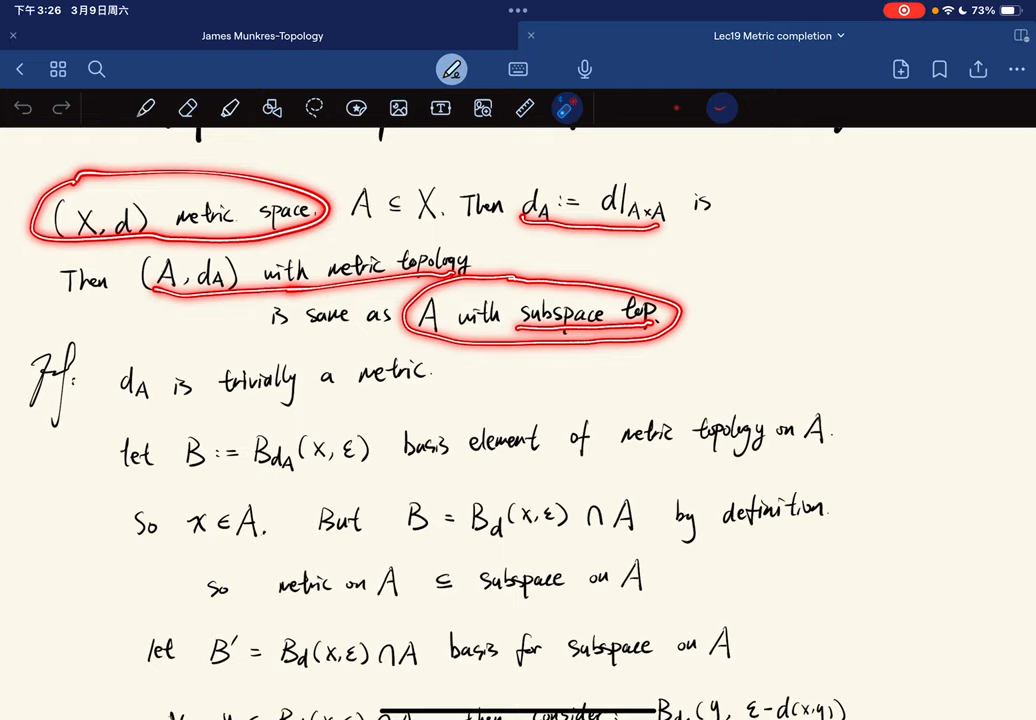 下午3:26 3月9日周六
73%
James Munkres-Topology
Lec19 Metric completion
(X, d) metric space. A ⊆ X. Then d_A := d|_{A×A} is
Then (A, d_A) with metric topology
is same as A with subspace top.
Pf: d_A is trivially a metric.
let B := B_{d_A}(x, ε) basis element of metric topology on A.
So x ∈ A. But B = B_d(x, ε) ∩ A by definition.
so metric on A ⊆ subspace on A
let B' = B_d(x, ε) ∩ A basis for subspace on A
then consider: (y, ε-d(x,y))